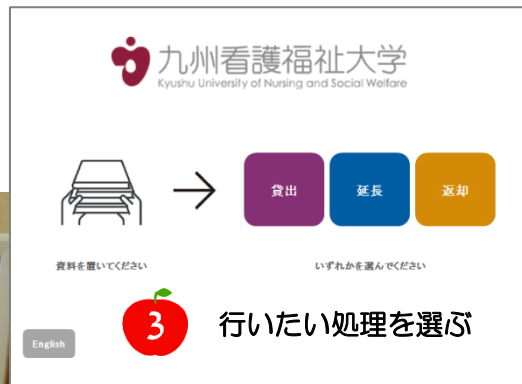 九州看護福祉大学
Kyushu University of Nursing and Social Welfare
貸出
延長
返却
資料を置いてください
いずれかを選んでください
3 行いたい処理を選ぶ
English